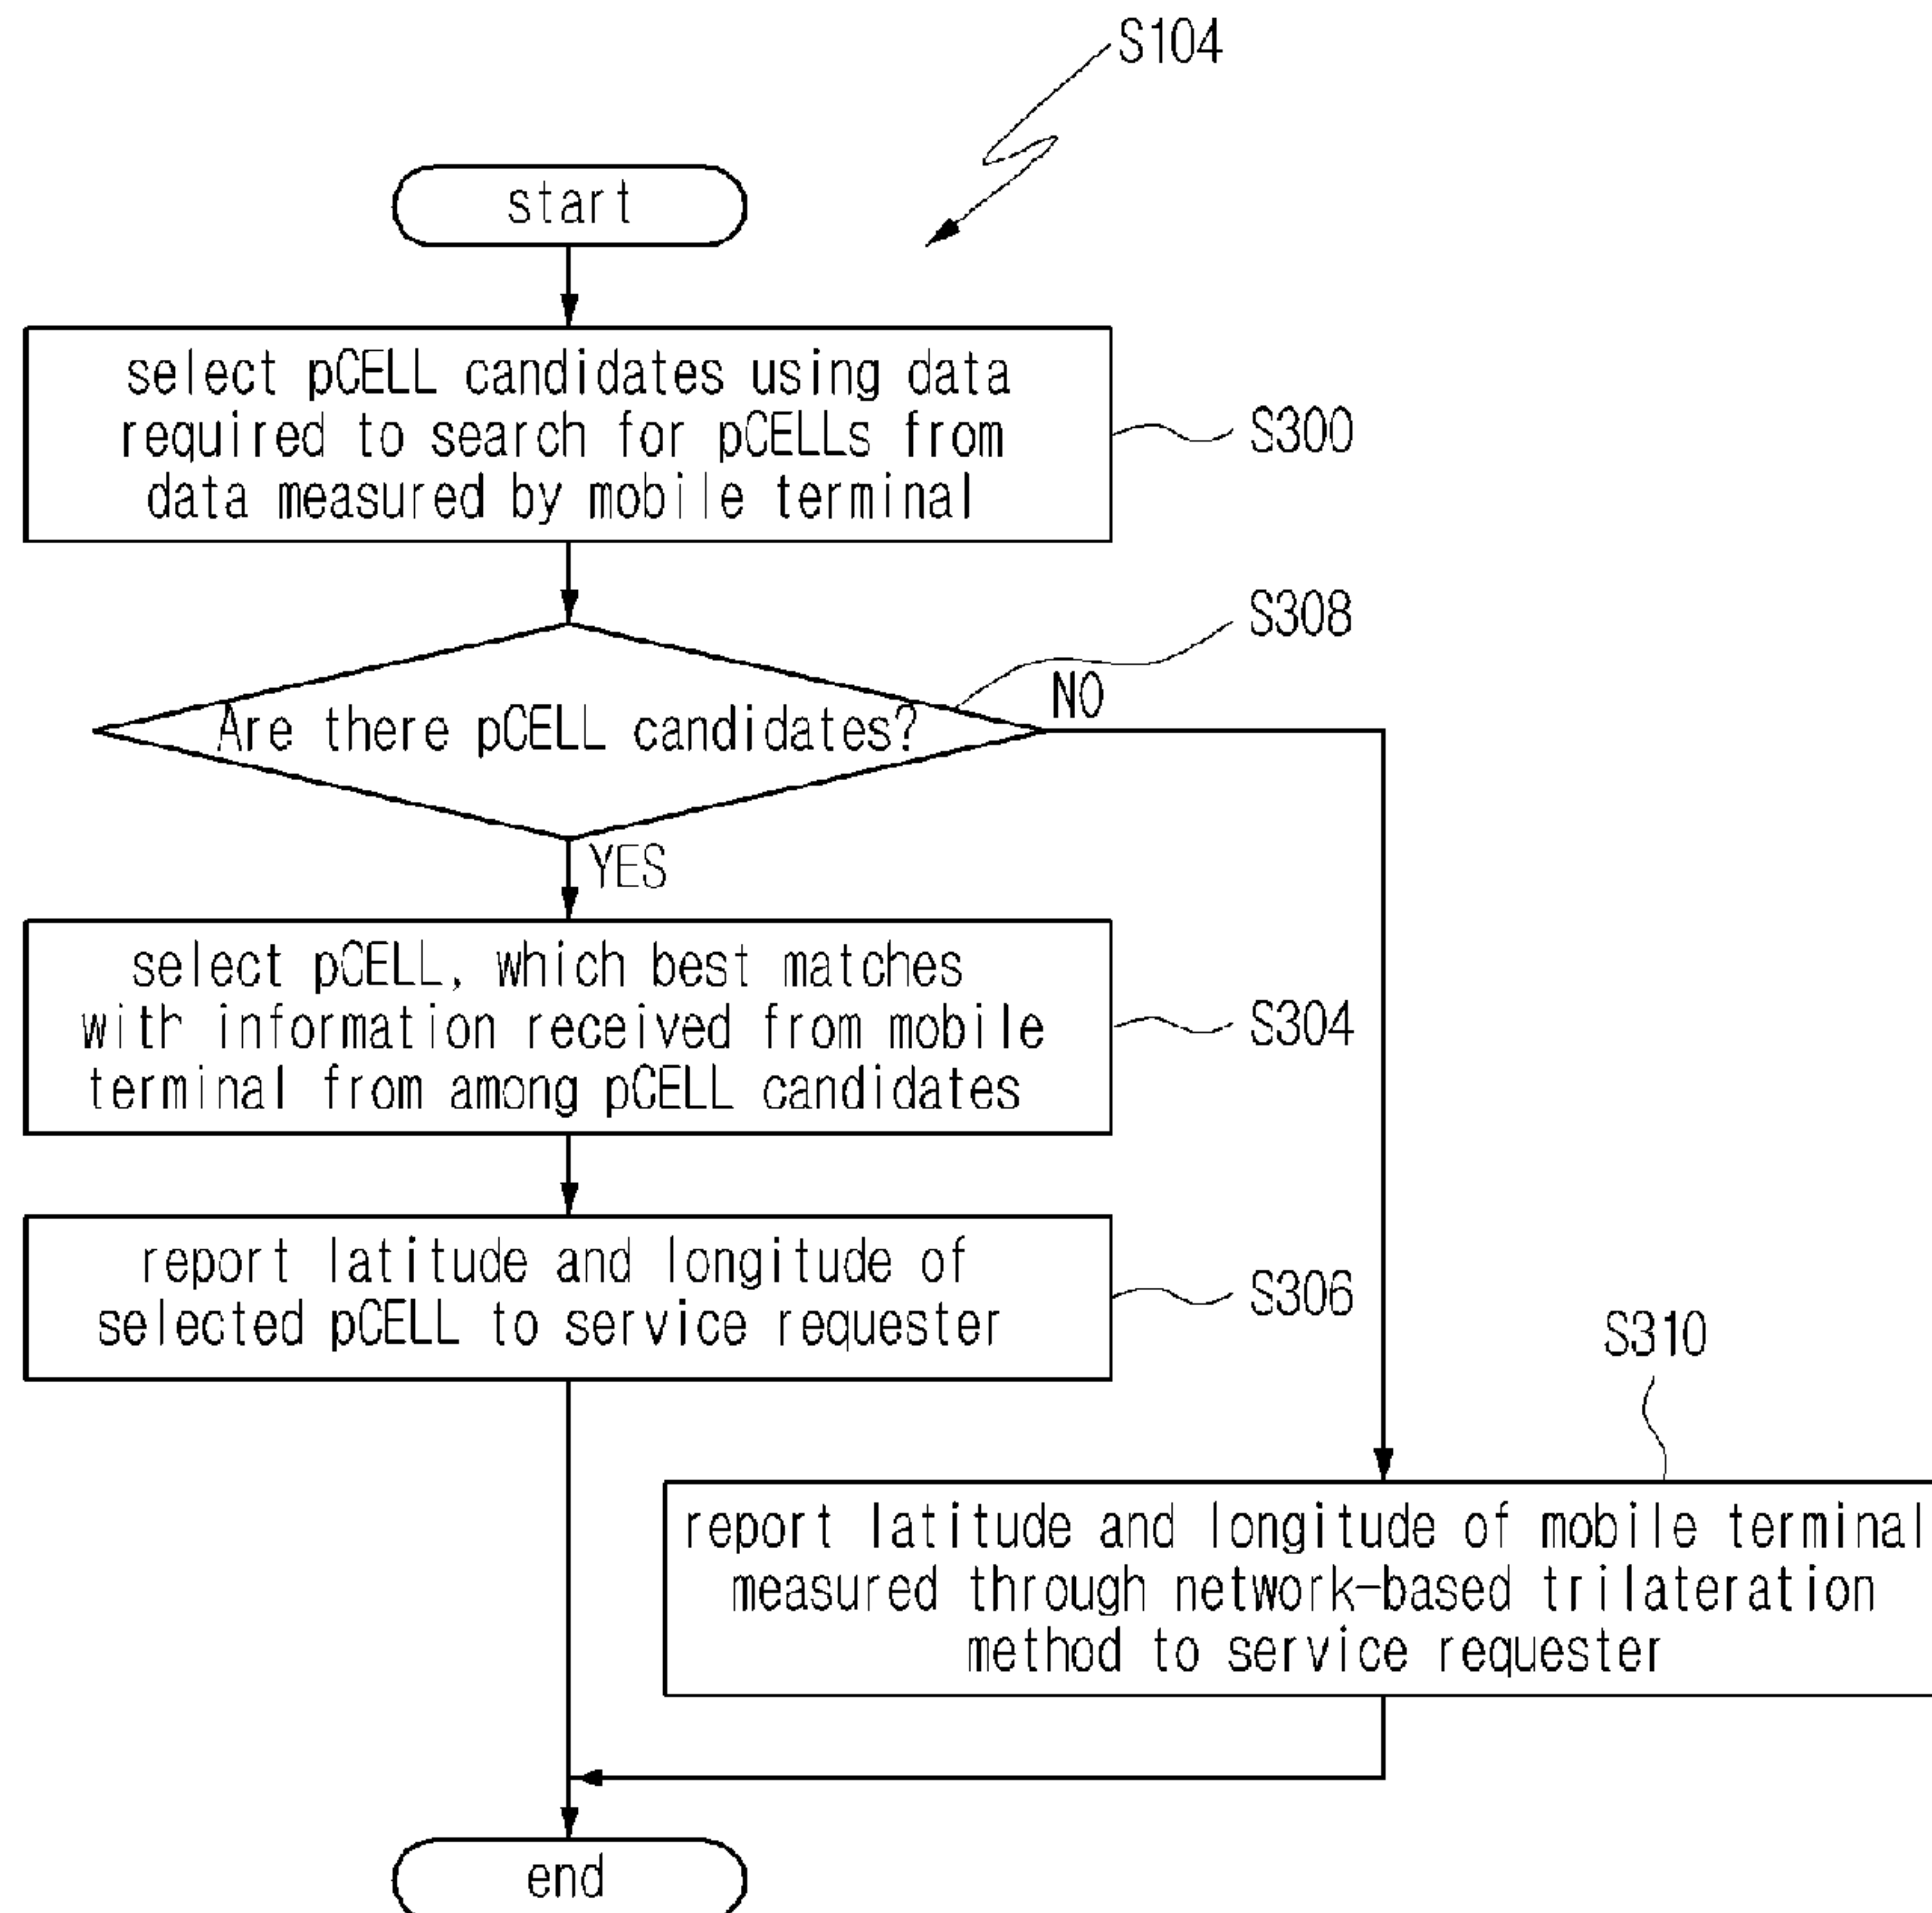 S104
start
select pCELL candidates using data
required to search for pCELLs from
data measured by mobile terminal
S300
S308
Are there pCELL candidates?
NO
YES
select pCELL, which best matches
with information received from mobile
terminal from among pCELL candidates
S304
report latitude and longitude of
selected pCELL to service requester
S306
S310
report latitude and longitude of mobile terminal
measured through network-based trilateration
method to service requester
end